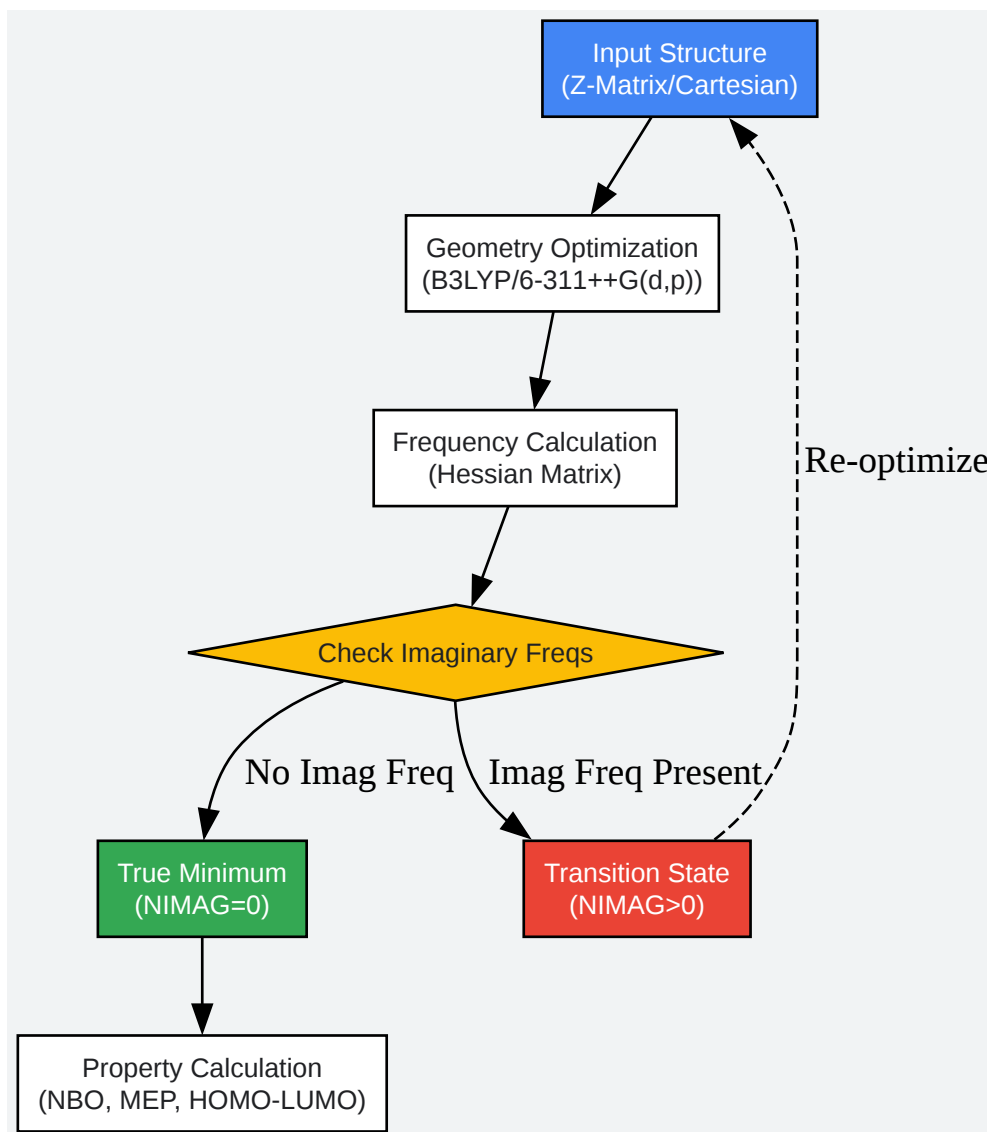 Input Structure
(Z-Matrix/Cartesian)
Geometry Optimization
(B3LYP/6-311++G(d,p))
Frequency Calculation
(Hessian Matrix)
Re-optimize
Check Imaginary Freqs
No Imag Freq
Imag Freq Present
True Minimum
(NIMAG=0)
Transition State
(NIMAG>0)
Property Calculation
(NBO, MEP, HOMO-LUMO)